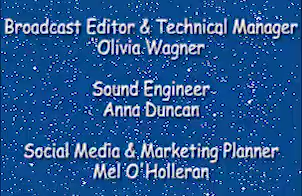 Broadcast Editor & Technical Manager
Olivia Wagner
Sound Engineer
Anna Duncan
Social Media & Marketing Planner
Mel O'Holleran